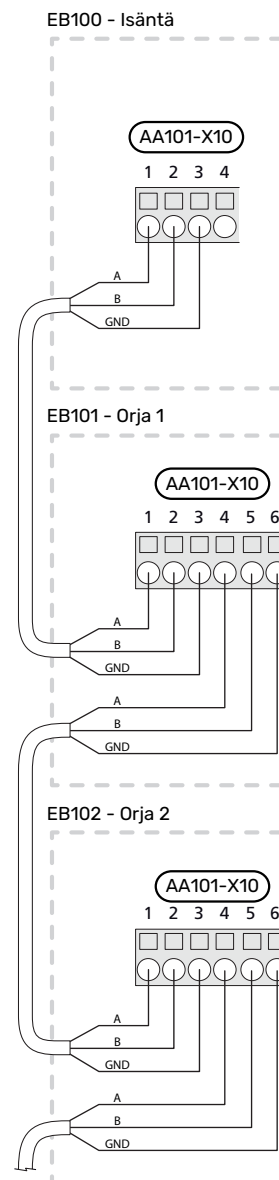 EB100 - Isäntä
AA101-X10
1 2 3 4
A
B
GND
EB101 - Orja 1
AA101-X10
1 2 3 4 5 6
A
B
GND
A
B
GND
EB102 - Orja 2
AA101-X10
1 2 3 4 5 6
A
B
GND
A
B
GND